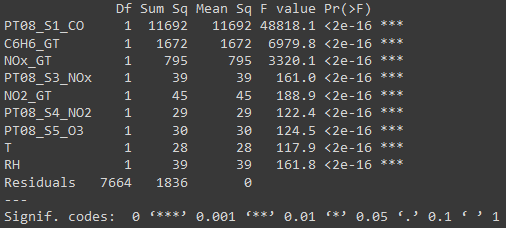 Df Sum Sq Mean Sq F value Pr(>F)
PT08_S1_CO 1 11692 11692 48818.1 <2e-16 ***
C6H6_GT 1 1672 1672 6979.8 <2e-16 ***
NOx_GT 1 795 795 3320.1 <2e-16 ***
PT08_S3_NOx 1 39 39 161.0 <2e-16 ***
NO2_GT 1 45 45 188.9 <2e-16 ***
PT08_S4_NO2 1 29 29 122.4 <2e-16 ***
PT08_S5_O3 1 30 30 124.5 <2e-16 ***
T 1 28 28 117.9 <2e-16 ***
RH 1 39 39 161.8 <2e-16 ***
Residuals 7664 1836 0
---
Signif. codes: 0 ‘***’ 0.001 ‘**’ 0.01 ‘*’ 0.05 ‘.’ 0.1 ‘ ’ 1